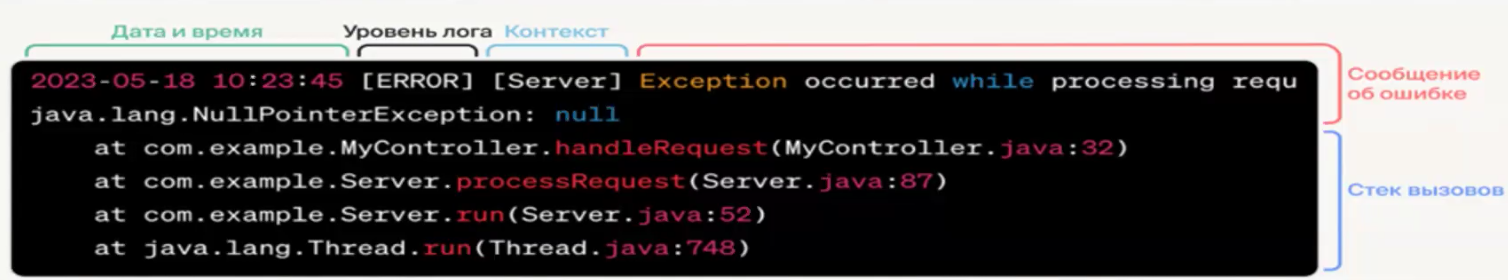 Дата и время Уровень лога Контекст
2023-05-18 10:23:45 [ERROR] [Server] Exception occurred while processing requ
Сообщение
об ошибке
java.lang.NullPointerException: null
at com.example.MyController.handleRequest(MyController.java:32)
at com.example.Server.processRequest(Server.java:87)
Стек вызовов
at com.example.Server.run(Server.java:52)
at java.lang.Thread.run(Thread.java:748)